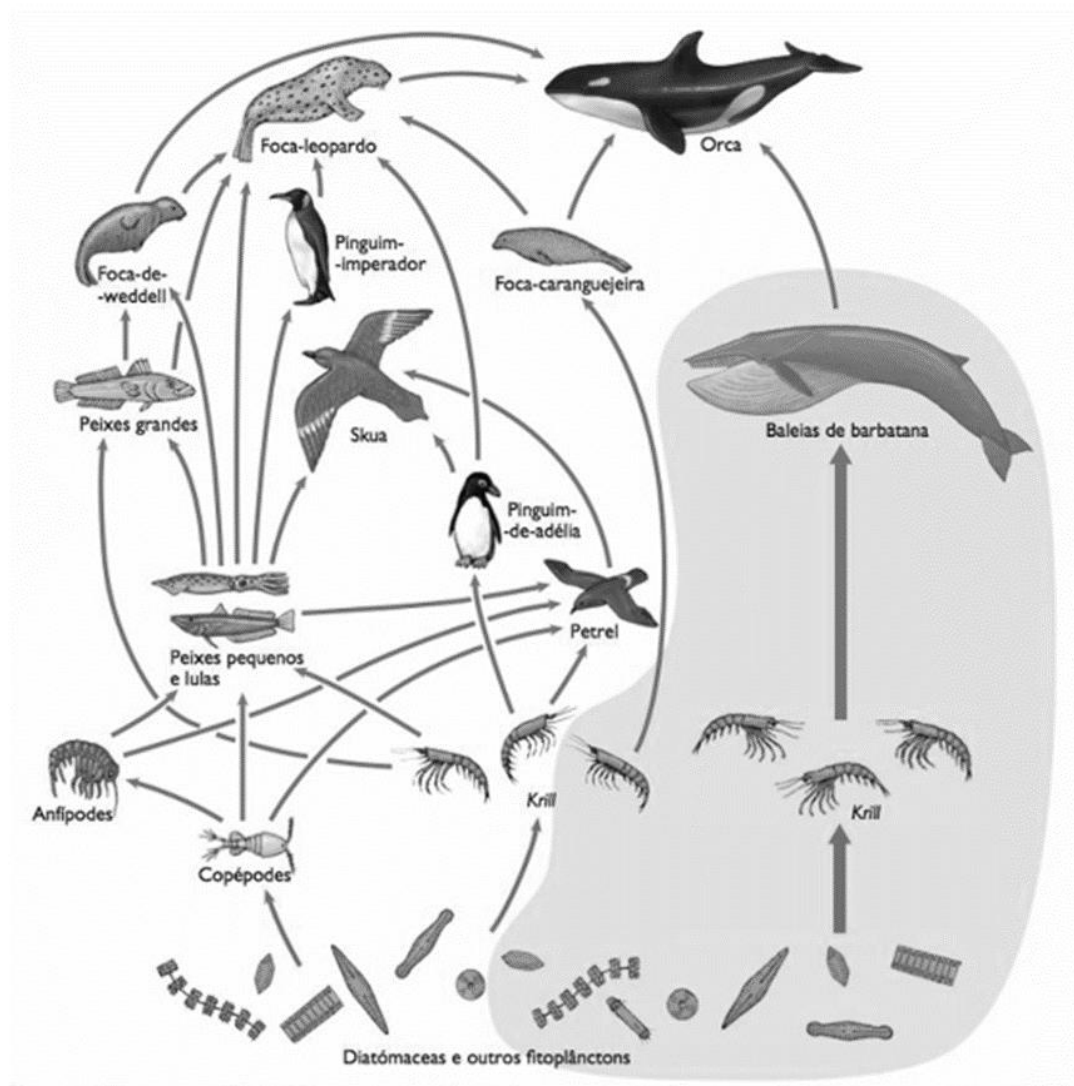 Foca-leopardo
Orca
Pinguim-
-imperador
Foca-de-
-weddell
Foca-caranguejeira
Peixes grandes
Skua
Baleias de barbatana
Pinguim-
-de-adélia
Petrel
Peixes pequenos
e lulas
Anfípodes
Krill
Krill
Copépodes
Diatómaceas e outros fitoplânctons